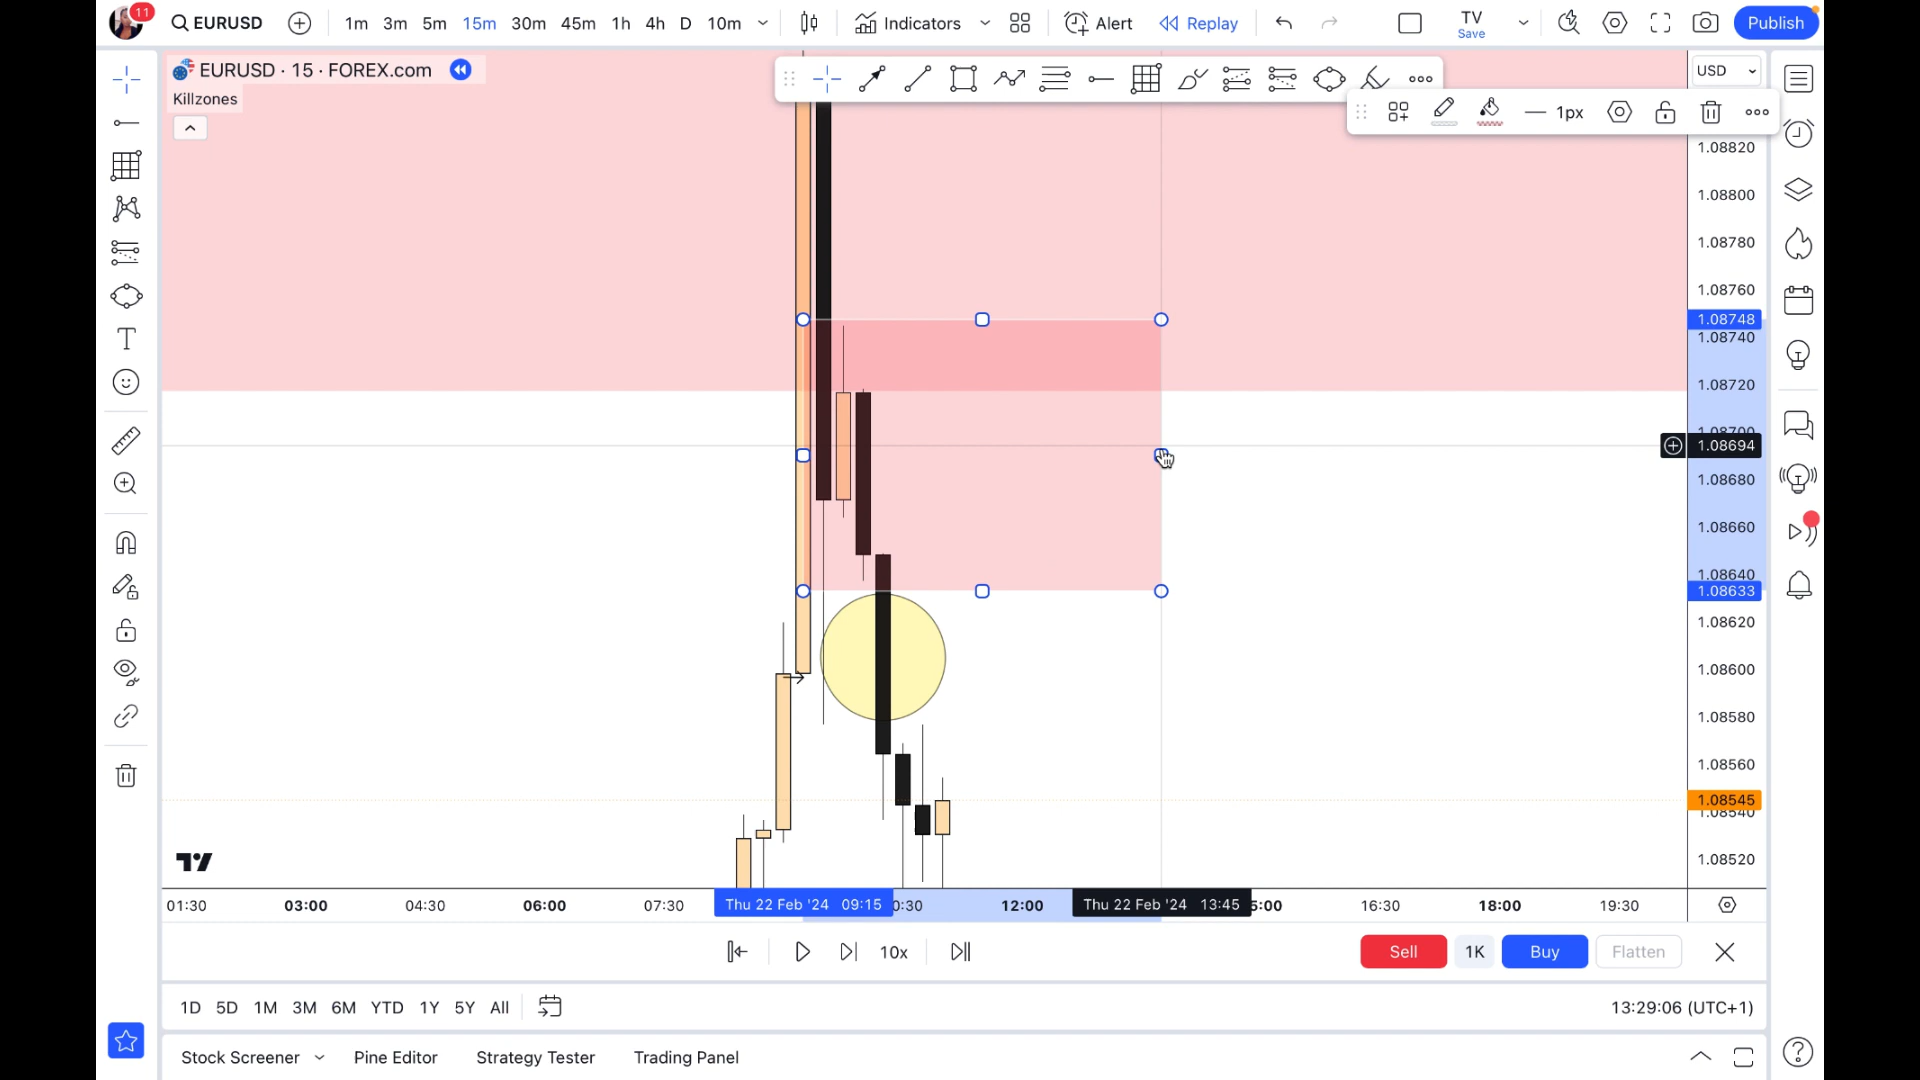 11
EURUSD
1m 3m 5m 15m 30m 45m 1h 4h D 10m
Indicators
Alert
Replay
TV
Save
Publish
EURUSD · 15 · FOREX.com
Killzones
USD
1px
1.08820
1.08800
1.08780
1.08760
1.08748
1.08740
1.08720
1.08700
1.08694
1.08680
1.08660
1.08640
1.08633
1.08620
1.08600
1.08580
1.08560
1.08545
1.08540
1.08520
01:30 03:00 04:30 06:00 07:30 Thu 22 Feb '24 09:15 0:30 12:00 Thu 22 Feb '24 13:45 5:00 16:30 18:00 19:30
10x
Sell 1K Buy Flatten
1D 5D 1M 3M 6M YTD 1Y 5Y All
13:29:06 (UTC+1)
Stock Screener Pine Editor Strategy Tester Trading Panel